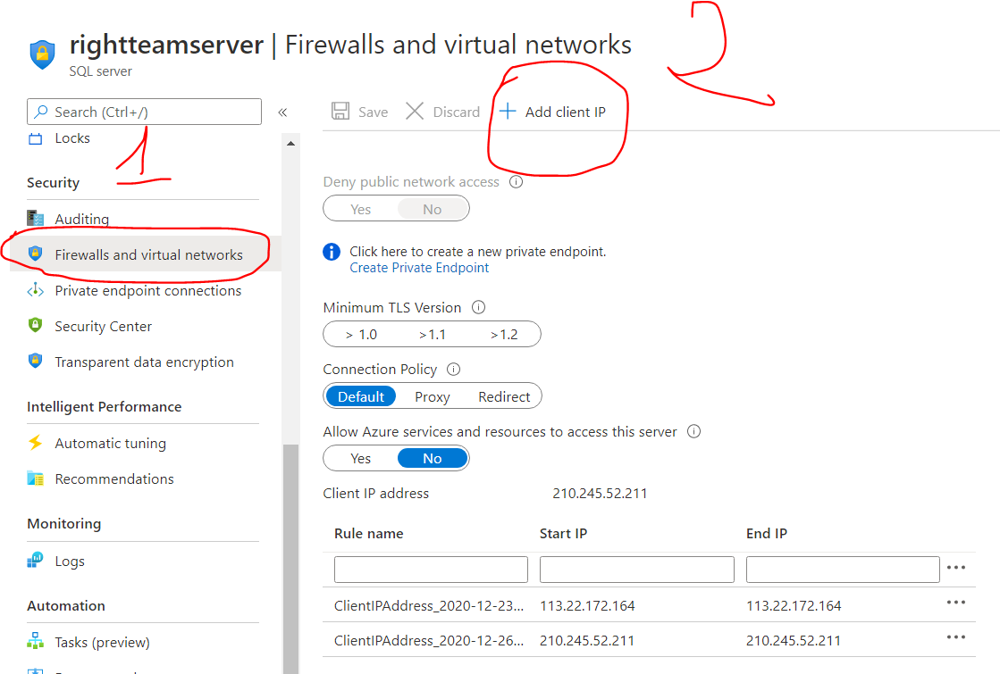 rightteamserver | Firewalls and virtual networks
SQL server
2
Search (Ctrl+/)
«
Save
Discard
Add client IP
Locks
1
Security
Auditing
Firewalls and virtual networks
Private endpoint connections
Security Center
Transparent data encryption
Intelligent Performance
Automatic tuning
Recommendations
Monitoring
Logs
Automation
Tasks (preview)
Deny public network access
Yes No
Click here to create a new private endpoint.
Create Private Endpoint
Minimum TLS Version
> 1.0 >1.1 >1.2
Connection Policy
Default Proxy Redirect
Allow Azure services and resources to access this server
Yes No
Client IP address 210.245.52.211
Rule name Start IP End IP
ClientIPAddress_2020-12-23... 113.22.172.164 113.22.172.164
ClientIPAddress_2020-12-26... 210.245.52.211 210.245.52.211